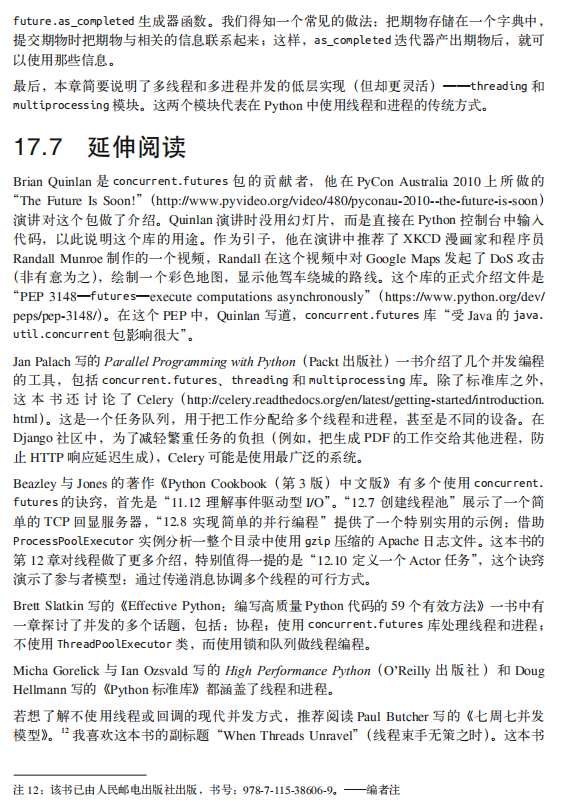 future.as_completed 生成器函数。我们得知一个常见的做法：把期物存储在一个字典中，
提交期物时把期物与相关的信息联系起来；这样，as_completed 迭代器产出期物后，就可
以使用那些信息。
最后，本章简要说明了多线程和多进程并发的低层实现（但却更灵活）——threading 和
multiprocessing 模块。这两个模块代表在 Python 中使用线程和进程的传统方式。
17.7 延伸阅读
Brian Quinlan 是 concurrent.futures 包的贡献者，他在 PyCon Australia 2010 上所做的
“The Future Is Soon!”（http://www.pyvideo.org/video/480/pyconau-2010--the-future-is-soon）
演讲对这个包做了介绍。Quinlan 演讲时没用幻灯片，而是直接在 Python 控制台中输入
代码，以此说明这个库的用途。作为引子，他在演讲中推荐了 XKCD 漫画家和程序员
Randall Munroe 制作的一个视频，Randall 在这个视频中对 Google Maps 发起了 DoS 攻击
（非有意为之），绘制一个彩色地图，显示他驾车绕城的路线。这个库的正式介绍文件是
“PEP 3148—futures—execute computations asynchronously”（https://www.python.org/dev/
peps/pep-3148/）。在这个 PEP 中，Quinlan 写道，concurrent.futures 库“受 Java 的 java.
util.concurrent 包影响很大”。
Jan Palach 写的 Parallel Programming with Python（Packt 出版社）一书介绍了几个并发编程
的工具，包括 concurrent.futures、threading 和 multiprocessing 库。除了标准库之外，
这本书还讨论了 Celery（http://celery.readthedocs.org/en/latest/getting-started/introduction.
html）。这是一个任务队列，用于把工作分配给多个线程和进程，甚至是不同的设备。在
Django 社区中，为了减轻繁重任务的负担（例如，把生成 PDF 的工作交给其他进程，防
止 HTTP 响应延迟生成），Celery 可能是使用最广泛的系统。
Beazley 与 Jones 的著作《Python Cookbook（第 3 版）中文版》有多个使用 concurrent.
futures 的诀窍，首先是“11.12 理解事件驱动型 I/O”。“12.7 创建线程池”展示了一个简
单的 TCP 回显服务器，“12.8 实现简单的并行编程”提供了一个特别实用的示例：借助
ProcessPoolExecutor 实例分析一整个目录中使用 gzip 压缩的 Apache 日志文件。这本书的
第 12 章对线程做了更多介绍，特别值得一提的是“12.10 定义一个 Actor 任务”，这个诀窍
演示了参与者模型：通过传递消息协调多个线程的可行方式。
Brett Slatkin 写的《Effective Python：编写高质量 Python 代码的 59 个有效方法》一书中有
一章探讨了并发的多个话题，包括：协程；使用 concurrent.futures 库处理线程和进程；
不使用 ThreadPoolExecutor 类，而使用锁和队列做线程编程。
Micha Gorelick 与 Ian Ozsvald 写的 High Performance Python（O'Reilly 出版社）和 Doug
Hellmann 写的《Python 标准库》都涵盖了线程和进程。
若想了解不使用线程或回调的现代并发方式，推荐阅读 Paul Butcher 写的《七周七并发
模型》。12 我喜欢这本书的副标题“When Threads Unravel”（线程束手无策之时）。这本书
注 12：该书已由人民邮电出版社出版，书号：978-7-115-38606-9。——编者注